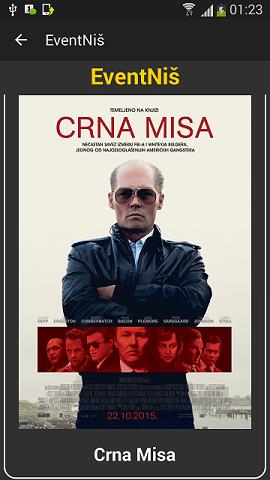 01:23
EventNiš
EventNiš
TEMELJENO NA KNJIZI
CRNA MISA
NEČASTAN SAVEZ IZMEĐU FBI-A I WHITEYJA BULGERA,
JEDNOG OD NAJOZLOGLAŠENIJIH AMERIČKIH GANGSTERA
DEPP EDGERTON CUMBERBATCH BACON PLEMONS SARSGAARD JOHNSON STOLL
22.10.2015.
Crna Misa